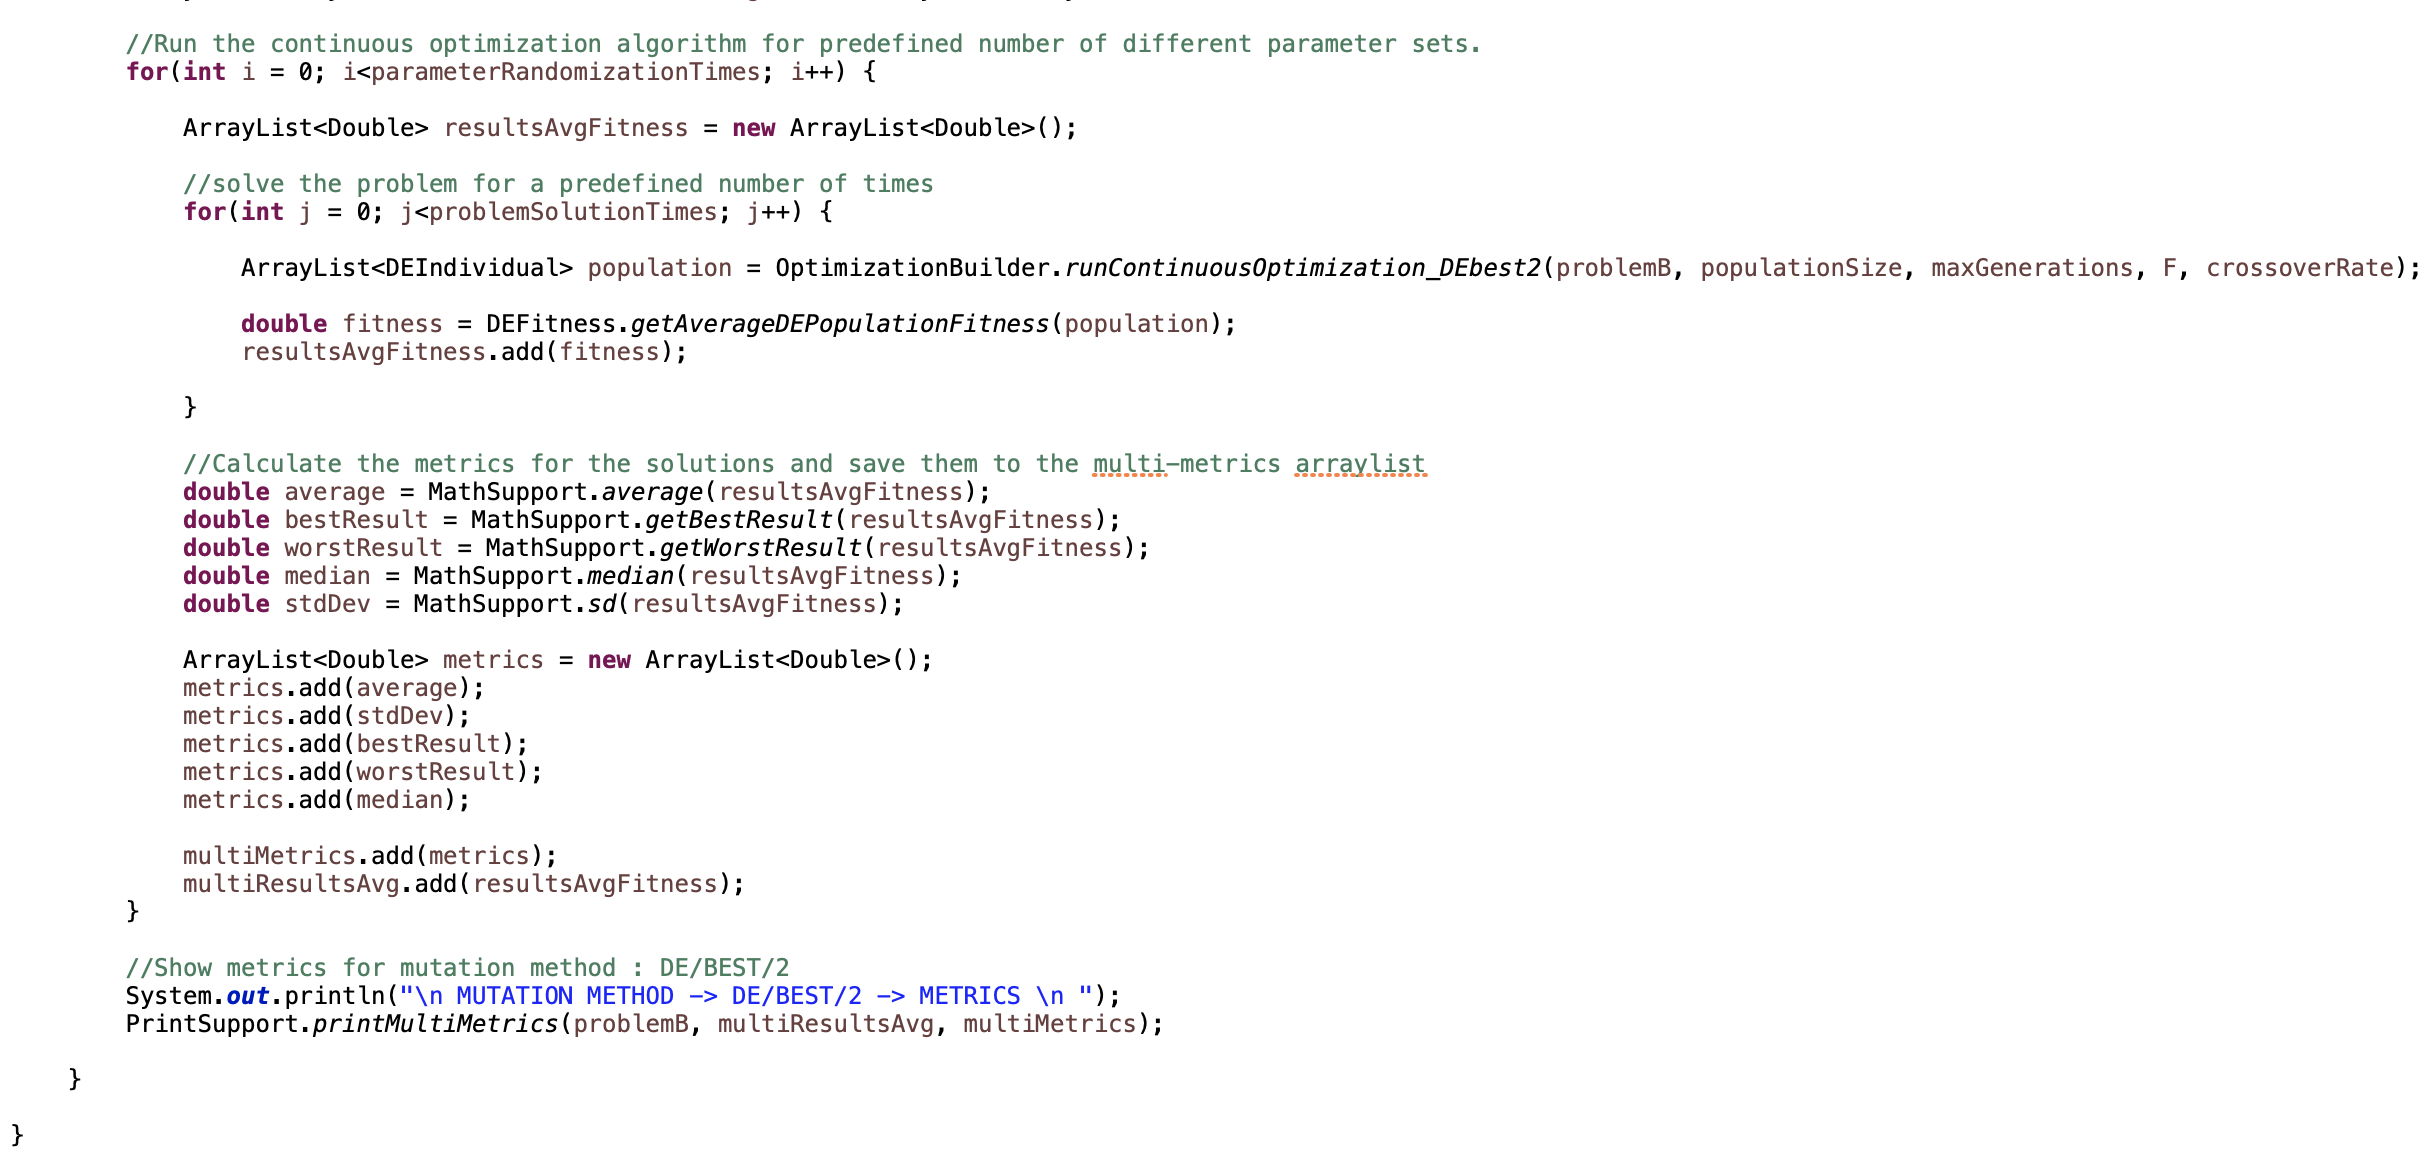 //Run the continuous optimization algorithm for predefined number of different parameter sets.
for(int i = 0; i<parameterRandomizationTimes; i++) {
ArrayList<Double> resultsAvgFitness = new ArrayList<Double>();
//solve the problem for a predefined number of times
for(int j = 0; j<problemSolutionTimes; j++) {
ArrayList<DEIndividual> population = OptimizationBuilder.runContinuousOptimization_DEbest2(problemB, populationSize, maxGenerations, F, crossoverRate);
double fitness = DEFitness.getAverageDEPopulationFitness(population);
resultsAvgFitness.add(fitness);
}
//Calculate the metrics for the solutions and save them to the multi-metrics arraylist
double average = MathSupport.average(resultsAvgFitness);
double bestResult = MathSupport.getBestResult(resultsAvgFitness);
double worstResult = MathSupport.getWorstResult(resultsAvgFitness);
double median = MathSupport.median(resultsAvgFitness);
double stdDev = MathSupport.sd(resultsAvgFitness);
ArrayList<Double> metrics = new ArrayList<Double>();
metrics.add(average);
metrics.add(stdDev);
metrics.add(bestResult);
metrics.add(worstResult);
metrics.add(median);
multiMetrics.add(metrics);
multiResultsAvg.add(resultsAvgFitness);
}
//Show metrics for mutation method : DE/BEST/2
System.out.println("\n MUTATION METHOD -> DE/BEST/2 -> METRICS \n ");
PrintSupport.printMultiMetrics(problemB, multiResultsAvg, multiMetrics);
}
}